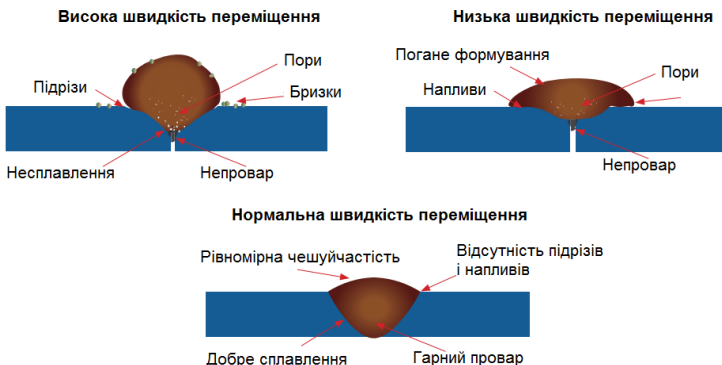 Висока швидкість переміщення
Пори
Підрізи
Бризки
Несплавлення
Непровар
Низька швидкість переміщення
Погане формування
Пори
Напливи
Непровар
Нормальна швидкість переміщення
Рівномірна чешуйчастість
Відсутність підрізів
і напливів
Добре сплавлення
Гарний провар